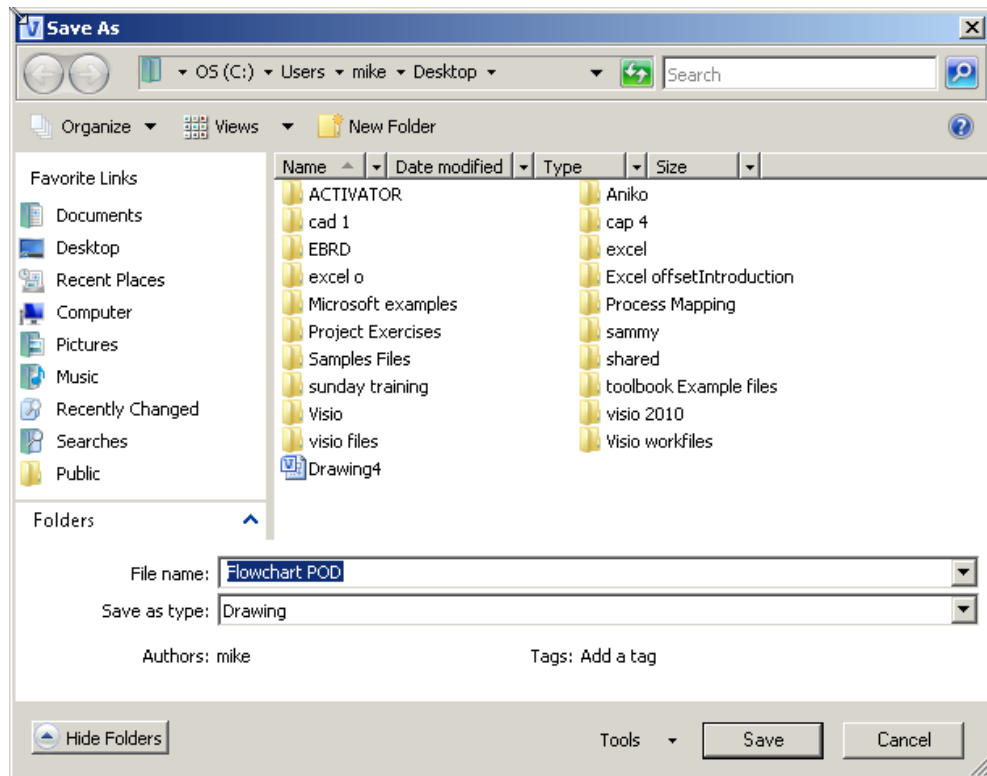 Save As
OS (C:) Users mike Desktop Search
Organize Views New Folder
Favorite Links
Documents
Desktop
Recent Places
Computer
Pictures
Music
Recently Changed
Searches
Public
Folders
Name Date modified Type Size
ACTIVATOR Aniko
cad 1 cap 4
EBRD excel
excel o Excel offsetIntroduction
Microsoft examples Process Mapping
Project Exercises sammy
Samples Files shared
sunday training toolbook Example files
Visio visio 2010
visio files Visio workfiles
Drawing4
File name: Flowchart POD
Save as type: Drawing
Authors: mike Tags: Add a tag
Hide Folders Tools Save Cancel